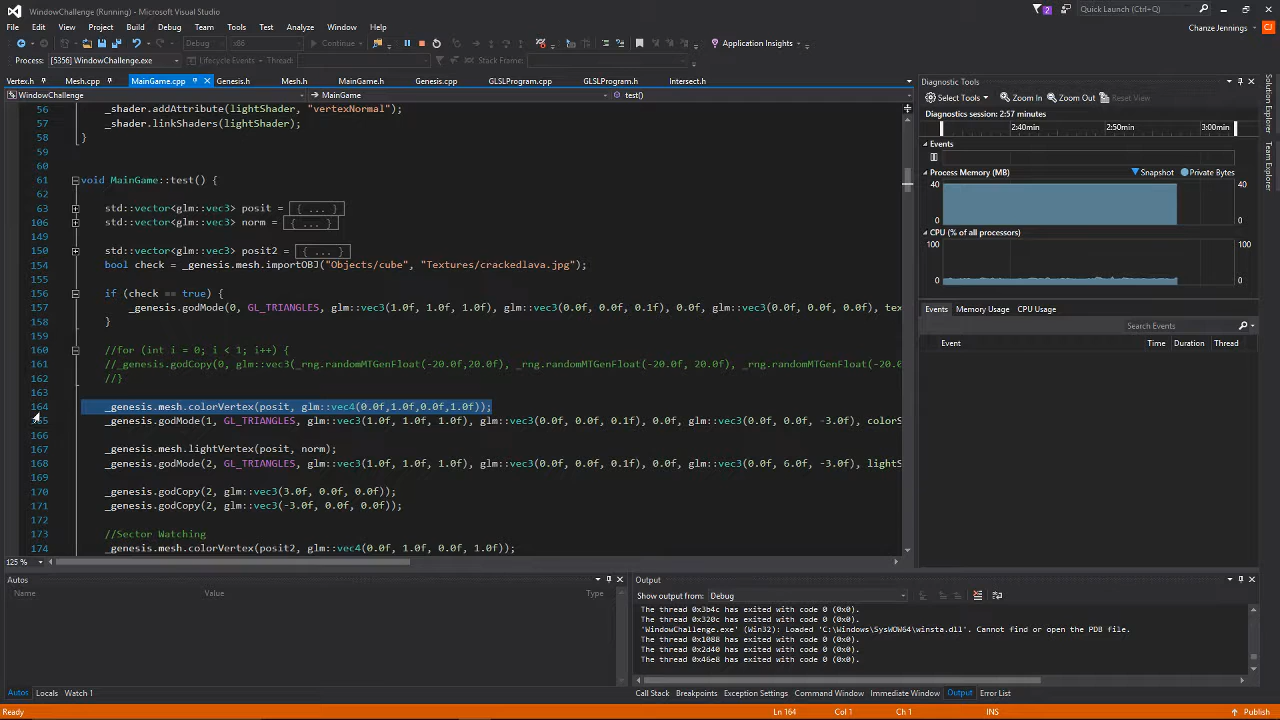 WindowChallenge (Running) - Microsoft Visual Studio
2
Quick Launch (Ctrl+Q)
File Edit View Project Build Debug Team Tools Test Analyze Window Help
Chanze Jennings CJ
Debug x86 Continue Application Insights
Process: [5356] WindowChallenge.exe Lifecycle Events Thread: Stack Frame:
Vertex.h Mesh.cpp MainGame.cpp Genesis.h Mesh.h MainGame.h Genesis.cpp GLSLProgram.cpp GLSLProgram.h Intersect.h
WindowChallenge MainGame test()
56 _shader.addAttribute(lightShader, "vertexNormal");
57 _shader.linkShaders(lightShader);
58 }
59
60
61 void MainGame::test() {
62
63 std::vector<glm::vec3> posit = { ... }
106 std::vector<glm::vec3> norm = { ... }
149
150 std::vector<glm::vec3> posit2 = { ... }
154 bool check = _genesis.mesh.importOBJ("Objects/cube", "Textures/crackedlava.jpg");
155
156 if (check == true) {
157 _genesis.godMode(0, GL_TRIANGLES, glm::vec3(1.0f, 1.0f, 1.0f), glm::vec3(0.0f, 0.0f, 0.1f), 0.0f, glm::vec3(0.0f, 0.0f, 0.0f), tex
158 }
159
160 //for (int i = 0; i < 1; i++) {
161 //_genesis.godCopy(0, glm::vec3(_rng.randomMTGenFloat(-20.0f,20.0f), _rng.randomMTGenFloat(-20.0f, 20.0f), _rng.randomMTGenFloat(-20.0
162 //}
163
164 _genesis.mesh.colorVertex(posit, glm::vec4(0.0f,1.0f,0.0f,1.0f));
165 _genesis.godMode(1, GL_TRIANGLES, glm::vec3(1.0f, 1.0f, 1.0f), glm::vec3(0.0f, 0.0f, 0.1f), 0.0f, glm::vec3(0.0f, 0.0f, -3.0f), colorS
166
167 _genesis.mesh.lightVertex(posit, norm);
168 _genesis.godMode(2, GL_TRIANGLES, glm::vec3(1.0f, 1.0f, 1.0f), glm::vec3(0.0f, 0.0f, 0.1f), 0.0f, glm::vec3(0.0f, 6.0f, -3.0f), lightS
169
170 _genesis.godCopy(2, glm::vec3(3.0f, 0.0f, 0.0f));
171 _genesis.godCopy(2, glm::vec3(-3.0f, 0.0f, 0.0f));
172
173 //Sector Watching
174 _genesis.mesh.colorVertex(posit2, glm::vec4(0.0f, 1.0f, 0.0f, 1.0f));
125 %
Diagnostic Tools
Select Tools Zoom In Zoom Out Reset View
Diagnostics session: 2:57 minutes
2:40min 2:50min 3:00min
Events
Process Memory (MB) Snapshot Private Bytes
40 40
0 0
CPU (% of all processors)
100 100
0 0
Events Memory Usage CPU Usage
Search Events
Event Time Duration Thread
Solution Explorer
Team Explorer
Autos
Name Value Type
Autos Locals Watch 1
Output
Show output from: Debug
The thread 0x3b4c has exited with code 0 (0x0).
The thread 0x320c has exited with code 0 (0x0).
'WindowChallenge.exe' (Win32): Loaded 'C:\Windows\SysWOW64\winsta.dll'. Cannot find or open the PDB file.
The thread 0x1088 has exited with code 0 (0x0).
The thread 0x2d40 has exited with code 0 (0x0).
The thread 0x46e8 has exited with code 0 (0x0).
Call Stack Breakpoints Exception Settings Command Window Immediate Window Output Error List
Ready Ln 164 Col 1 Ch 1 INS Publish